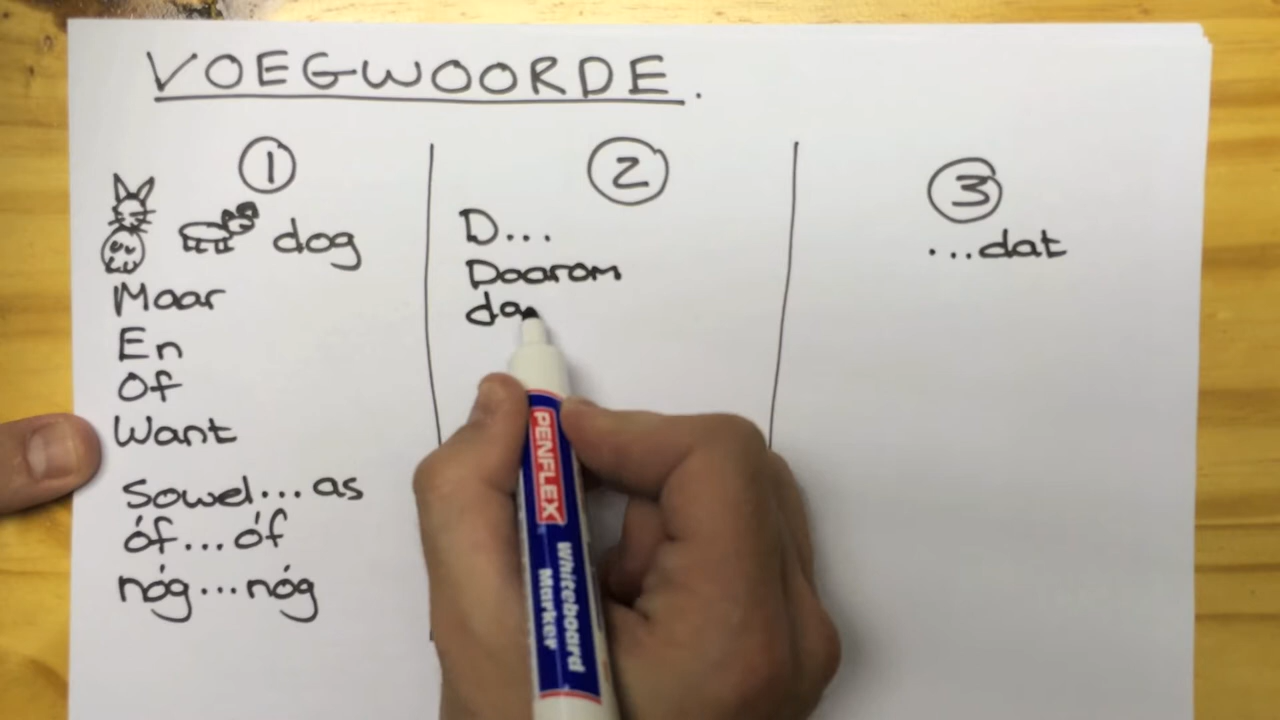 VOEGWOORDE.
1
dog
Maar
En
Of
Want
Sowel...as
óf...óf
nóg...nóg
2
D...
Daarom
da
3
...dat
PENFLEX
Whiteboard
Marker